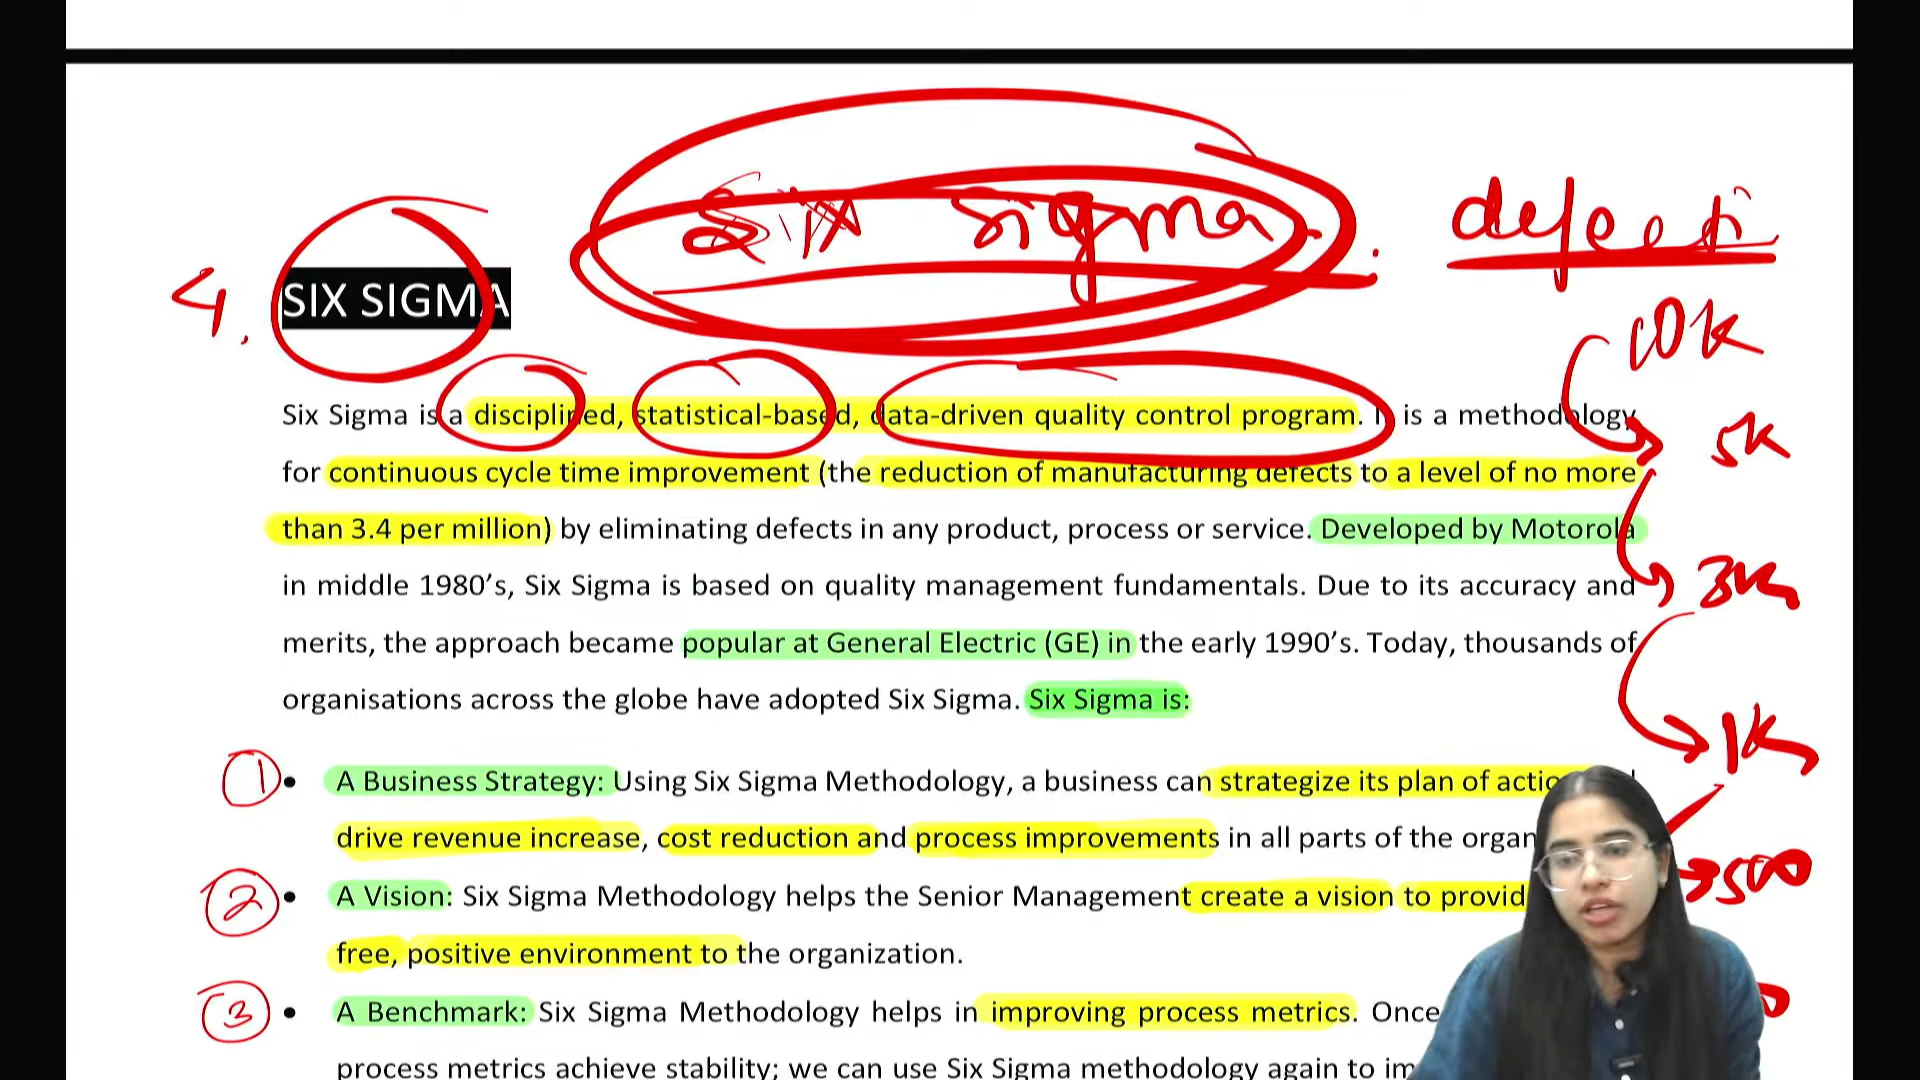 Six Sigma
defects
4.
SIX SIGMA
10k
Six Sigma is a disciplined, statistical-based, data-driven quality control program. It is a methodology
5k
for continuous cycle time improvement (the reduction of manufacturing defects to a level of no more
than 3.4 per million) by eliminating defects in any product, process or service. Developed by Motorola
in middle 1980’s, Six Sigma is based on quality management fundamentals. Due to its accuracy and
3k
merits, the approach became popular at General Electric (GE) in the early 1990’s. Today, thousands of
organisations across the globe have adopted Six Sigma. Six Sigma is:
1k
1 • A Business Strategy: Using Six Sigma Methodology, a business can strategize its plan of
drive revenue increase, cost reduction and process improvements in all parts of the
500
2 • A Vision: Six Sigma Methodology helps the Senior Management create a vision to
free, positive environment to the organization.
3 • A Benchmark: Six Sigma Methodology helps in improving process metrics. Once
process metrics achieve stability; we can use Six Sigma methodology again to